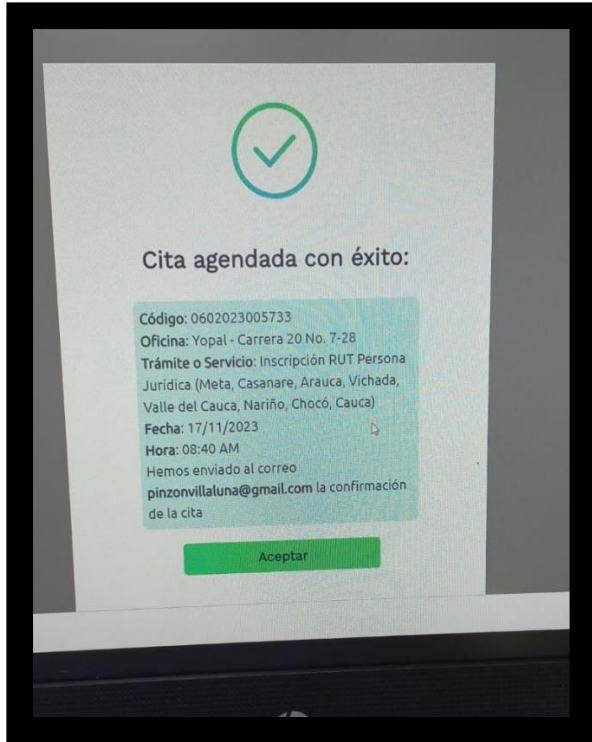 Cita agendada con éxito:
Código: 0602023005733
Oficina: Yopal - Carrera 20 No. 7-28
Trámite o Servicio: Inscripción RUT Persona
Jurídica (Meta, Casanare, Arauca, Vichada,
Valle del Cauca, Nariño, Chocó, Cauca)
Fecha: 17/11/2023
Hora: 08:40 AM
Hemos enviado al correo
pinzonvillaluna@gmail.com la confirmación
de la cita
Aceptar